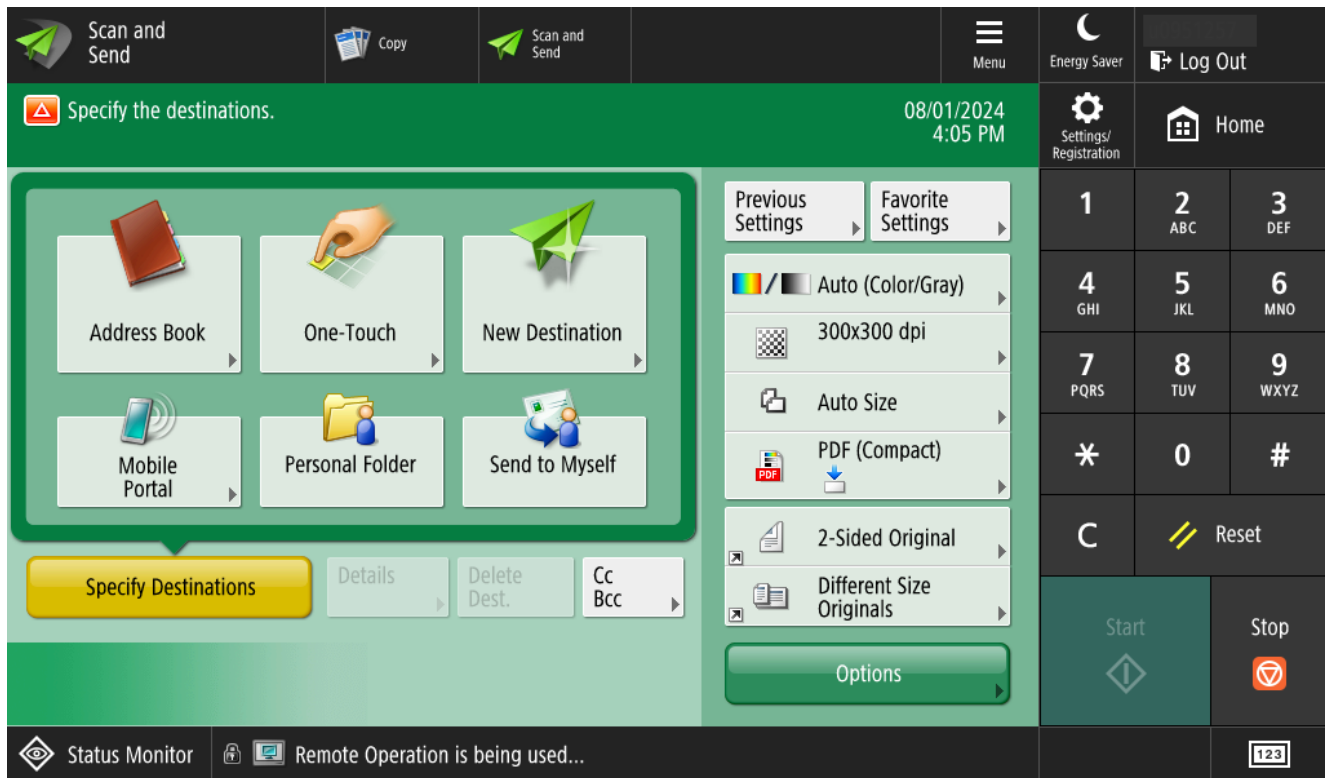 Scan and
Send
Copy
Scan and
Send
Menu
Energy Saver
Log Out
Specify the destinations.
08/01/2024
4:05 PM
Settings/
Registration
Home
Address Book
One-Touch
New Destination
Mobile
Portal
Personal Folder
Send to Myself
Specify Destinations
Details
Delete
Dest.
Cc
Bcc
Previous
Settings
Favorite
Settings
Auto (Color/Gray)
300x300 dpi
Auto Size
PDF (Compact)
PDF
2-Sided Original
Different Size
Originals
Options
1
2
ABC
3
DEF
4
GHI
5
JKL
6
MNO
7
PQRS
8
TUV
9
WXYZ
*
0
#
C
Reset
Start
Stop
Status Monitor
Remote Operation is being used...
123